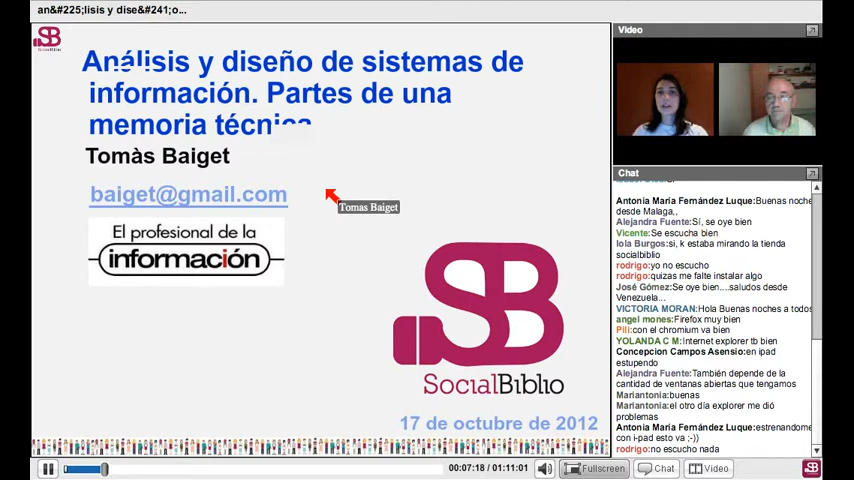 an&#225;lisis y dise&#241;o...
SB
Análisis y diseño de sistemas de
información. Partes de una
memoria técnica
Tomàs Baiget
baiget@gmail.com
Tomas Baiget
El profesional de la
información
SB
SocialBiblio
17 de octubre de 2012
00:07:18 / 01:11:01
Video
Chat
Antonia María Fernández Luque:Buenas noche
desde Malaga,,
Alejandra Fuente:Sí, se oye bien
Vicente:Se escucha bien
lola Burgos:si, k estaba mirando la tienda
socialbiblio
rodrigo:yo no escucho
rodrigo:quizas me falte instalar algo
José Gómez:Se oye bien....saludos desde
Venezuela...
VICTORIA MORAN:Hola Buenas noches a todos
angel mones:Firefox muy bien
Pili:con el chromium va bien
YOLANDA C M:Internet explorer tb bien
Concepcion Campos Asensio:en ipad
estupendo
Alejandra Fuente:También depende de la
cantidad de ventanas abiertas que tengamos
Mariantonia:buenas
Mariantonia:el otro día explorer me dió
problemas
Antonia María Fernández Luque:estrenandome
con i-pad esto va ;-))
rodrigo:no escucho nada
Fullscreen
Chat
Video